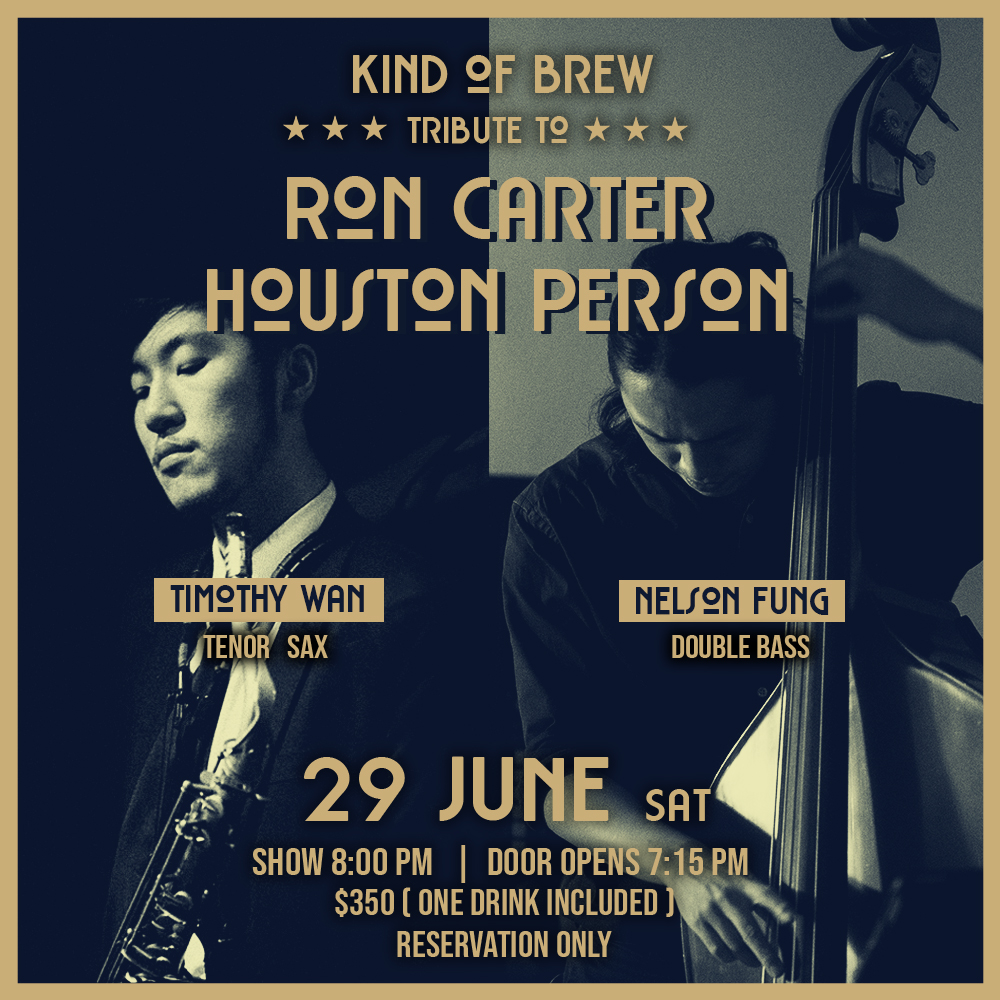 KIND OF BREW
★ ★ ★ TRIBUTE TO ★ ★ ★
RON CARTER
HOUSTON PERSON
TIMOTHY WAN
TENOR SAX
NELSON FUNG
DOUBLE BASS
29 JUNE SAT
SHOW 8:00 PM | DOOR OPENS 7:15 PM
$350 ( ONE DRINK INCLUDED )
RESERVATION ONLY